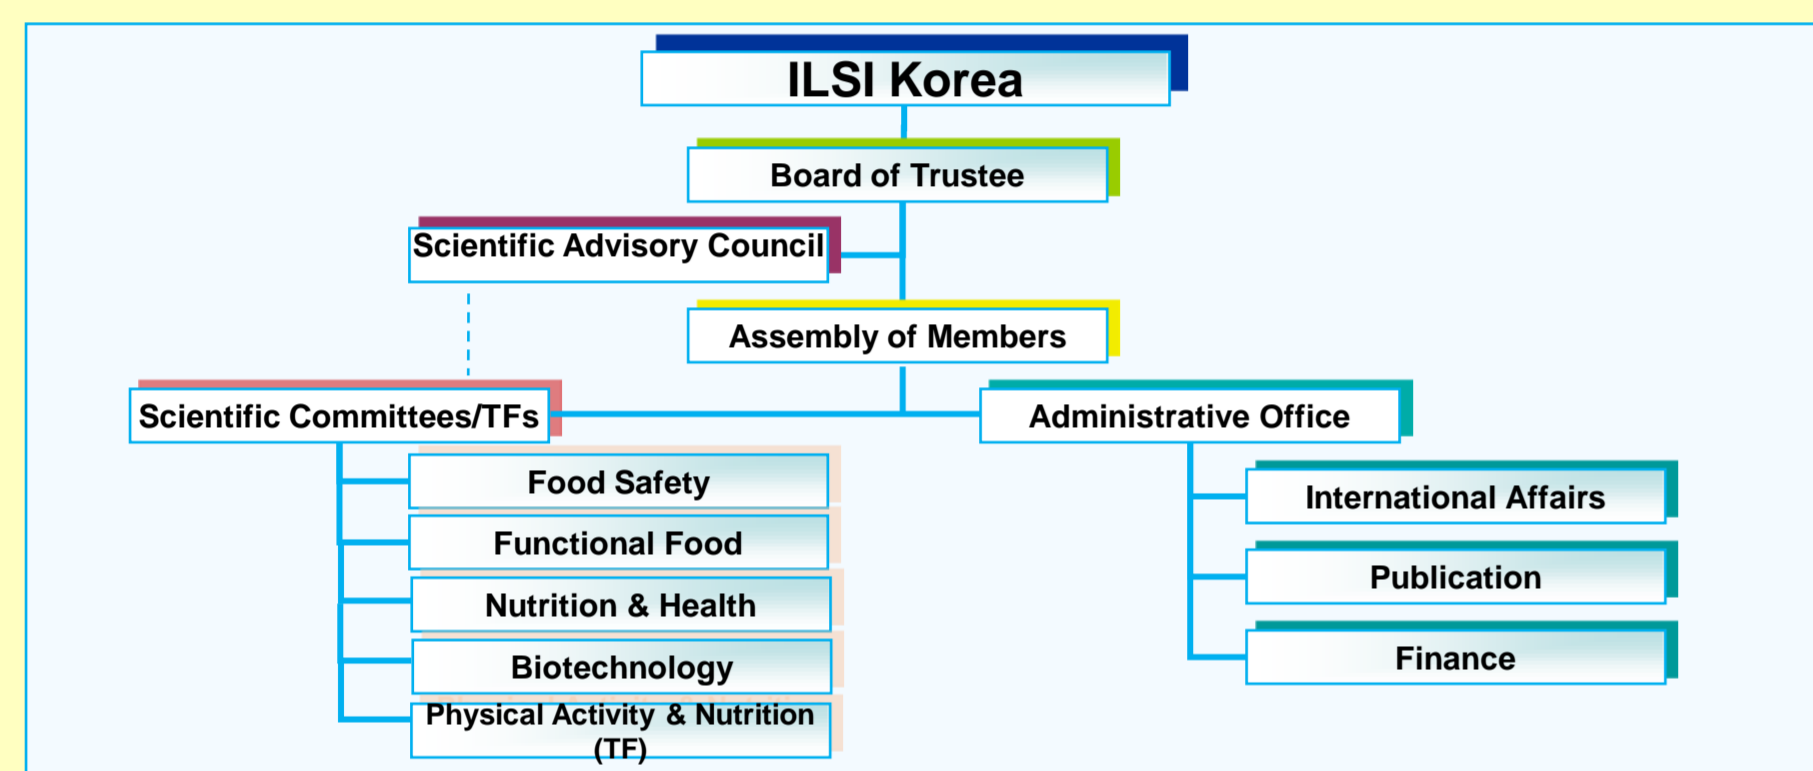 ILSI Korea
Board of Trustee
Scientific Advisory Council
Assembly of Members
Scientific Committees/TFs
Administrative Office
Food Safety
Functional Food
Nutrition & Health
Biotechnology
Physical Activity & Nutrition
(TF)
International Affairs
Publication
Finance